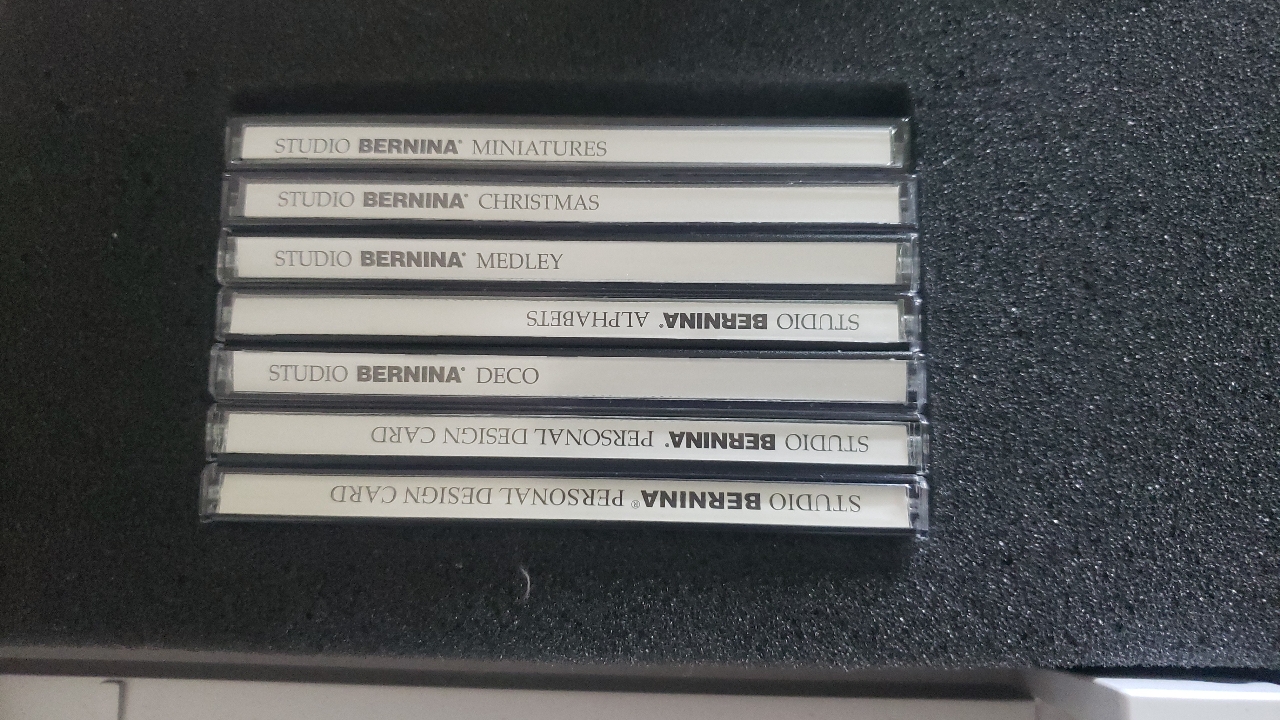 STUDIO BERNINA® MINIATURES
STUDIO BERNINA® CHRISTMAS
STUDIO BERNINA® MEDLEY
STUDIO BERNINA® ALPHABETS
STUDIO BERNINA® DECO
STUDIO BERNINA® PERSONAL DESIGN CARD
STUDIO BERNINA® PERSONAL DESIGN CARD